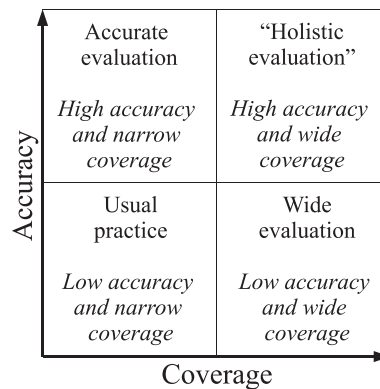 Accurate
evaluation
High accuracy
and narrow
coverage
“Holistic
evaluation”
High accuracy
and wide
coverage
Usual
practice
Low accuracy
and narrow
coverage
Wide
evaluation
Low accuracy
and wide
coverage
Accuracy
Coverage